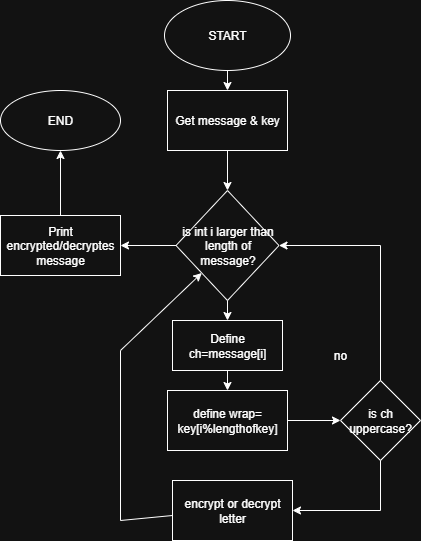 START
Get message & key
END
is int i larger than
length of
message?
Print
encrypted/decryptes
message
Define
ch=message[i]
no
define wrap=
key[i%lengthofkey]
is ch
uppercase?
encrypt or decrypt
letter